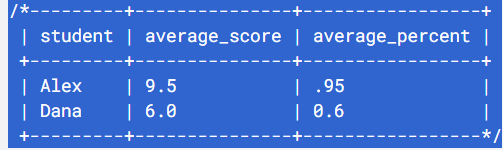 /*---------+---------------+-----------------+
| student | average_score | average_percent |
+---------+---------------+-----------------+
| Alex | 9.5 | .95 |
| Dana | 6.0 | 0.6 |
+---------+---------------+-----------------*/